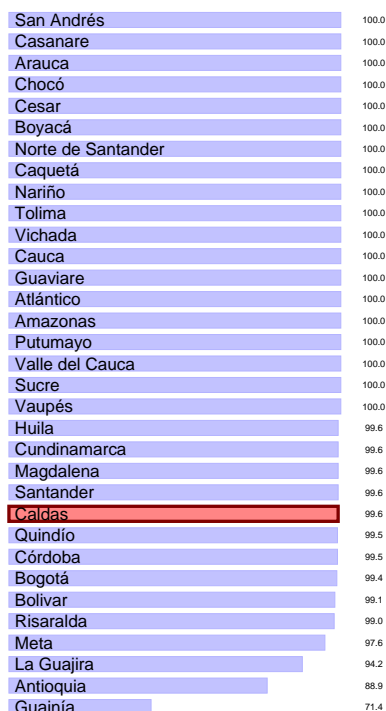 San Andrés 100.0
Casanare 100.0
Arauca 100.0
Chocó 100.0
Cesar 100.0
Boyacá 100.0
Norte de Santander 100.0
Caquetá 100.0
Nariño 100.0
Tolima 100.0
Vichada 100.0
Cauca 100.0
Guaviare 100.0
Atlántico 100.0
Amazonas 100.0
Putumayo 100.0
Valle del Cauca 100.0
Sucre 100.0
Vaupés 100.0
Huila 99.6
Cundinamarca 99.6
Magdalena 99.6
Santander 99.6
Caldas 99.6
Quindío 99.5
Córdoba 99.5
Bogotá 99.4
Bolivar 99.1
Risaralda 99.0
Meta 97.6
La Guajira 94.2
Antioquia 88.9
Guainía 71.4